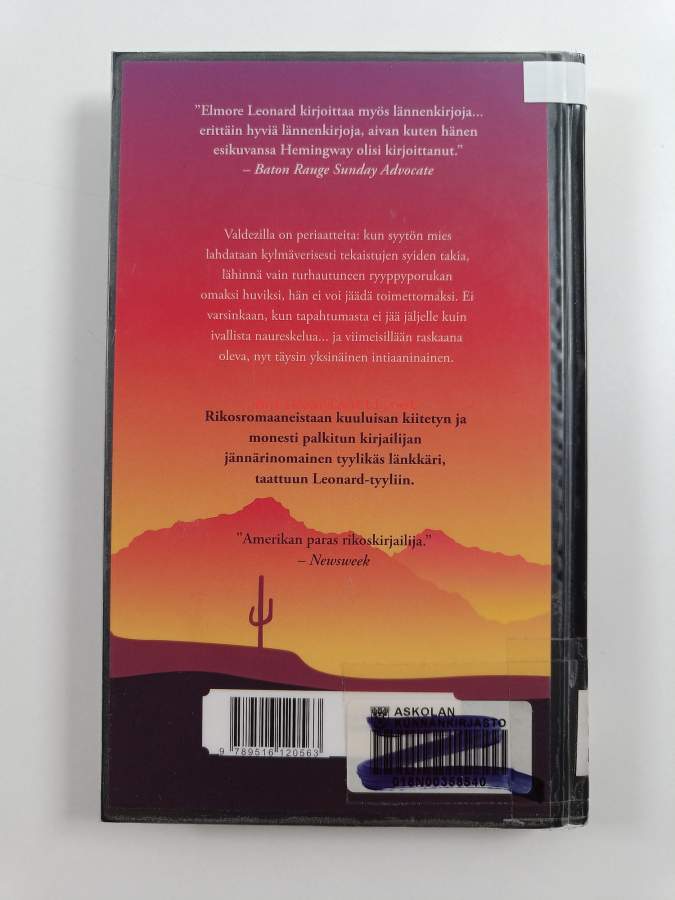 ”Elmore Leonard kirjoittaa myös lännenkirjoja...
erittäin hyviä lännenkirjoja, aivan kuten hänen
esikuvansa Hemingway olisi kirjoittanut.”
– Baton Rauge Sunday Advocate
Valdezilla on periaatteita: kun syytön mies
lahdataan kylmäverisesti tekaistujen syiden takia,
lähinnä vain turhautuneen ryyppyporukan
omaksi huviksi, hän ei voi jäädä toimettomaksi. Ei
varsinkaan, kun tapahtumasta ei jää jäljelle kuin
ivallista naureskelua... ja viimeisillään raskaana
oleva, nyt täysin yksinäinen intiaaninainen.
Rikosromaaneistaan kuuluisan kiitetyn ja
monesti palkitun kirjailijan
jännärinomainen tyylikäs länkkäri,
taattuun Leonard-tyyliin.
”Amerikan paras rikoskirjailija.”
– Newsweek
9 789516 120563
ASKOLAN
KUNNANKIRJASTO
018N00358540